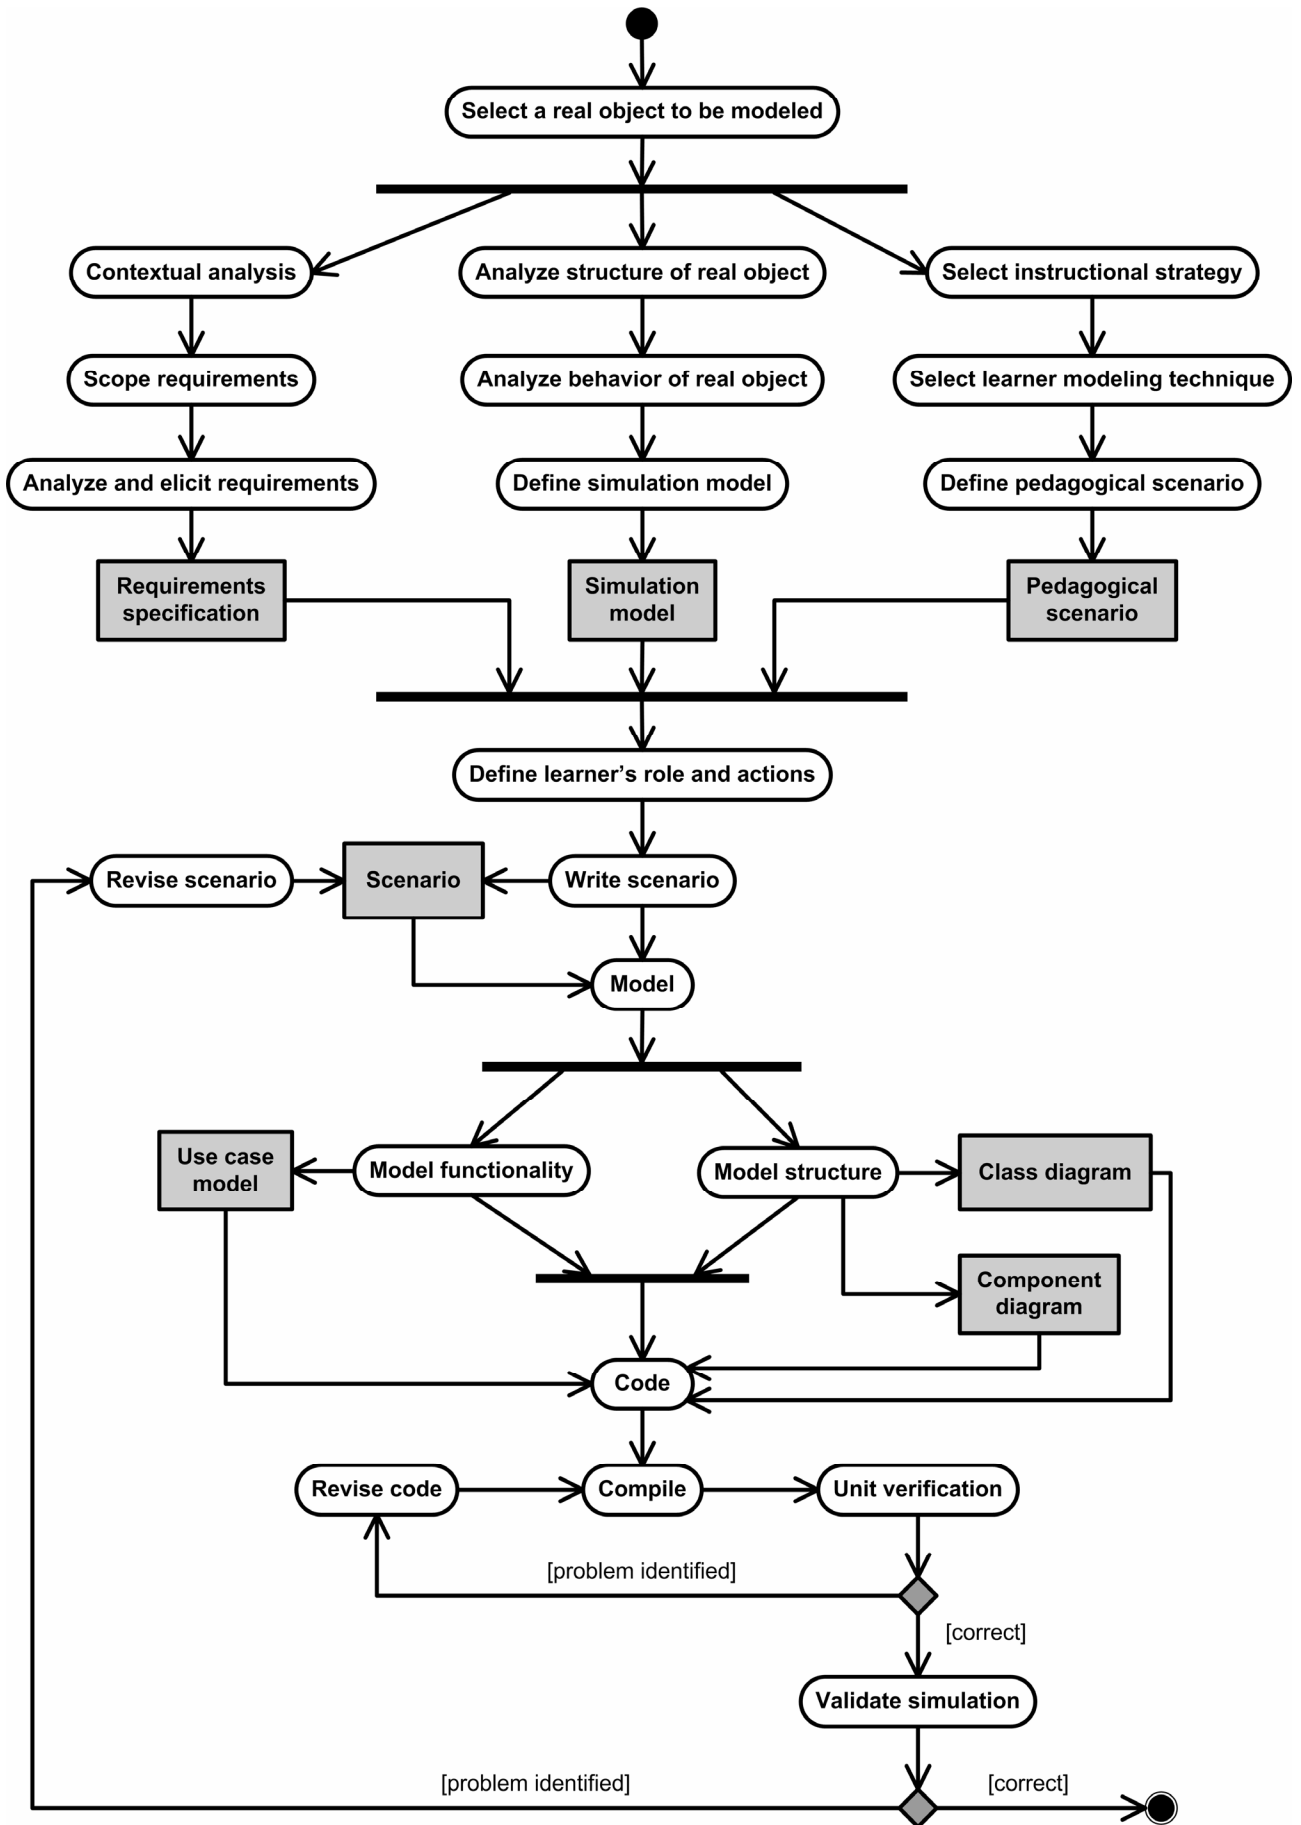 Select a real object to be modeled
Contextual analysis
Analyze structure of real object
Select instructional strategy
Scope requirements
Analyze behavior of real object
Select learner modeling technique
Analyze and elicit requirements
Define simulation model
Define pedagogical scenario
Requirements
specification
Simulation
model
Pedagogical
scenario
Define learner’s role and actions
Revise scenario
Scenario
Write scenario
Model
Use case
model
Model functionality
Model structure
Class diagram
Component
diagram
Code
Revise code
Compile
Unit verification
[problem identified]
[correct]
Validate simulation
[problem identified]
[correct]